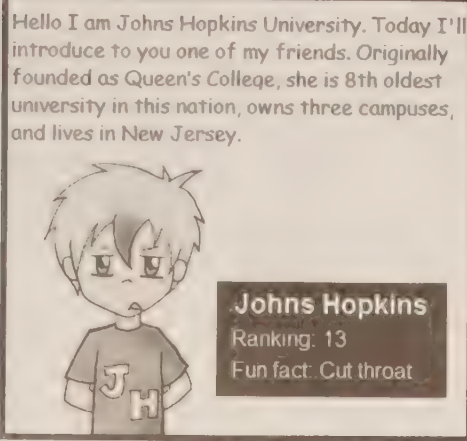 Hello I am Johns Hopkins University. Today I'll
introduce to you one of my friends. Originally
founded as Queen's College, she is 8th oldest
university in this nation, owns three campuses,
and lives in New Jersey.
J
H
Johns Hopkins
Ranking: 13
Fun fact: Cut throat